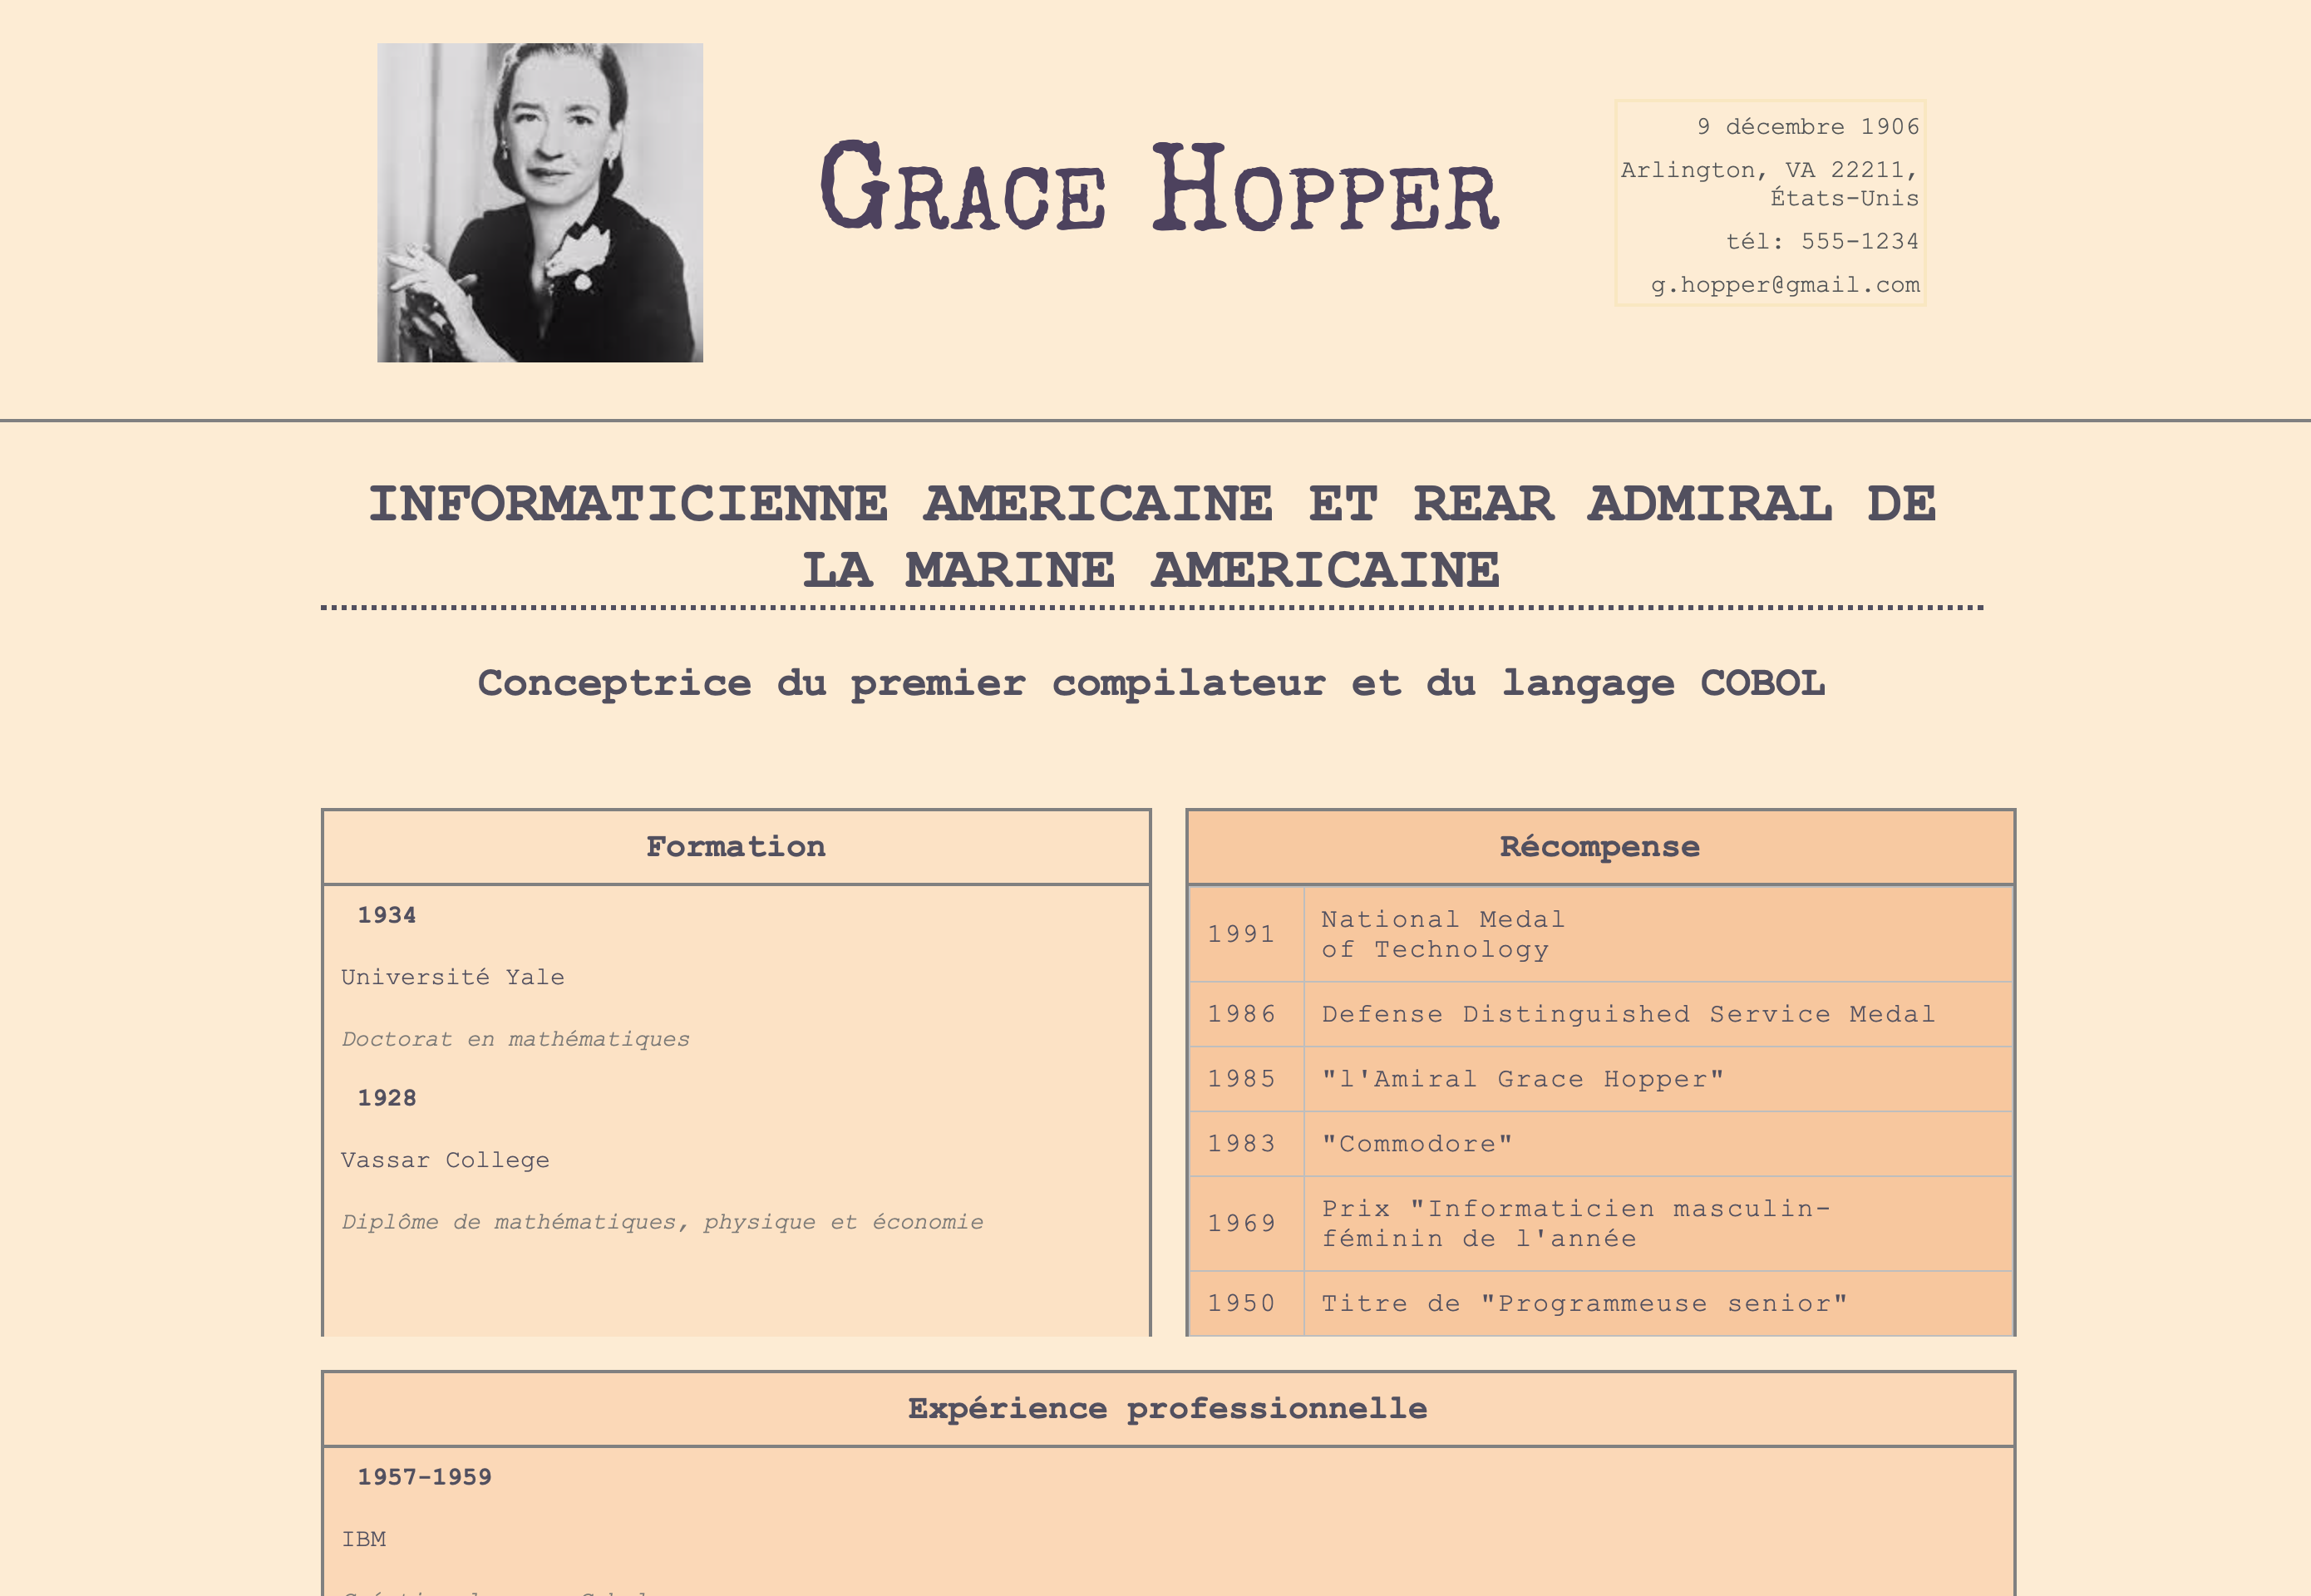 Grace Hopper
9 décembre 1906
Arlington, VA 22211,
États-Unis
tél: 555-1234
g.hopper@gmail.com
INFORMATICIENNE AMERICAINE ET REAR ADMIRAL DE
LA MARINE AMERICAINE
Conceptrice du premier compilateur et du langage COBOL
Formation
1934
Université Yale
Doctorat en mathématiques
1928
Vassar College
Diplôme de mathématiques, physique et économie
Récompense
1991 National Medal
of Technology
1986 Defense Distinguished Service Medal
1985 "l'Amiral Grace Hopper"
1983 "Commodore"
1969 Prix "Informaticien masculin-
féminin de l'année
1950 Titre de "Programmeuse senior"
Expérience professionnelle
1957-1959
IBM